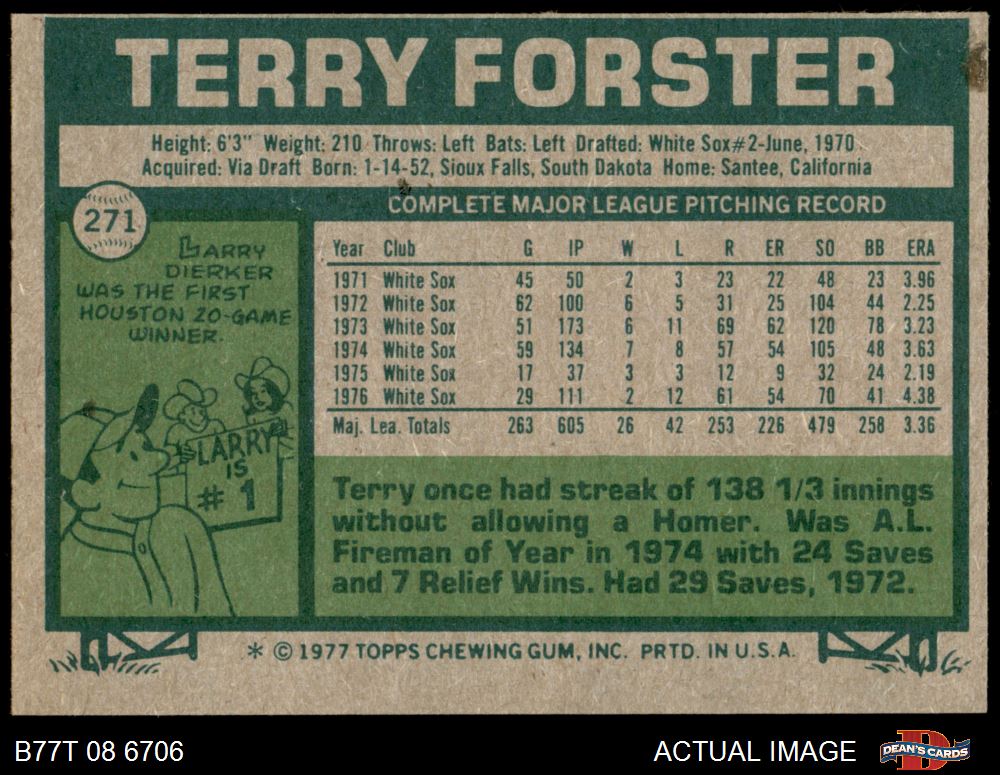 TERRY FORSTER
Height: 6'3" Weight: 210 Throws: Left Bats: Left Drafted: White Sox#2-June, 1970
Acquired: Via Draft Born: 1-14-52, Sioux Falls, South Dakota Home: Santee, California
271
LARRY
DIERKER
WAS THE FIRST
HOUSTON 20-GAME
WINNER.
LARRY
IS
# 1
COMPLETE MAJOR LEAGUE PITCHING RECORD
Year Club G IP W L R ER SO BB ERA
1971 White Sox 45 50 2 3 23 22 48 23 3.96
1972 White Sox 62 100 6 5 31 25 104 44 2.25
1973 White Sox 51 173 6 11 69 62 120 78 3.23
1974 White Sox 59 134 7 8 57 54 105 48 3.63
1975 White Sox 17 37 3 3 12 9 32 24 2.19
1976 White Sox 29 111 2 12 61 54 70 41 4.38
Maj. Lea. Totals 263 605 26 42 253 226 479 258 3.36
Terry once had streak of 138 1/3 innings
without allowing a Homer. Was A.L.
Fireman of Year in 1974 with 24 Saves
and 7 Relief Wins. Had 29 Saves, 1972.
* © 1977 TOPPS CHEWING GUM, INC. PRTD. IN U.S.A.
B77T 08 6706
ACTUAL IMAGE
DEAN'S CARDS